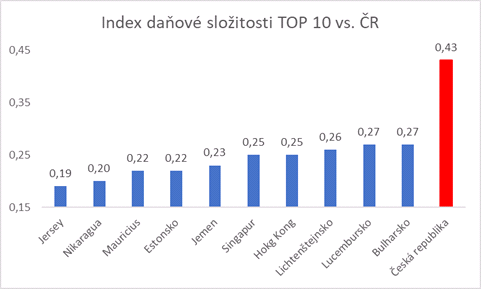 Index daňové složitosti TOP 10 vs. ČR
0,45
0,35
0,25
0,15
0,19
0,20
0,22
0,22
0,23
0,25
0,25
0,26
0,27
0,27
0,43
Jersey
Nikaragua
Mauricius
Estonsko
Jemen
Singapur
Hokg Kong
Lichtenštejnsko
Lucembursko
Bulharsko
Česká republika